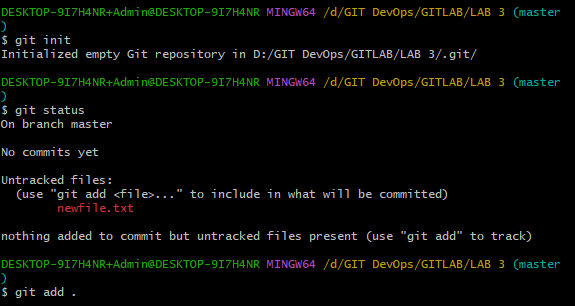 DESKTOP-9I7H4NR+Admin@DESKTOP-9I7H4NR MINGW64 /d/GIT DevOps/GITLAB/LAB 3 (master
)
$ git init
Initialized empty Git repository in D:/GIT DevOps/GITLAB/LAB 3/.git/
DESKTOP-9I7H4NR+Admin@DESKTOP-9I7H4NR MINGW64 /d/GIT DevOps/GITLAB/LAB 3 (master
)
$ git status
On branch master
No commits yet
Untracked files:
(use "git add <file>..." to include in what will be committed)
newfile.txt
nothing added to commit but untracked files present (use "git add" to track)
DESKTOP-9I7H4NR+Admin@DESKTOP-9I7H4NR MINGW64 /d/GIT DevOps/GITLAB/LAB 3 (master
)
$ git add .